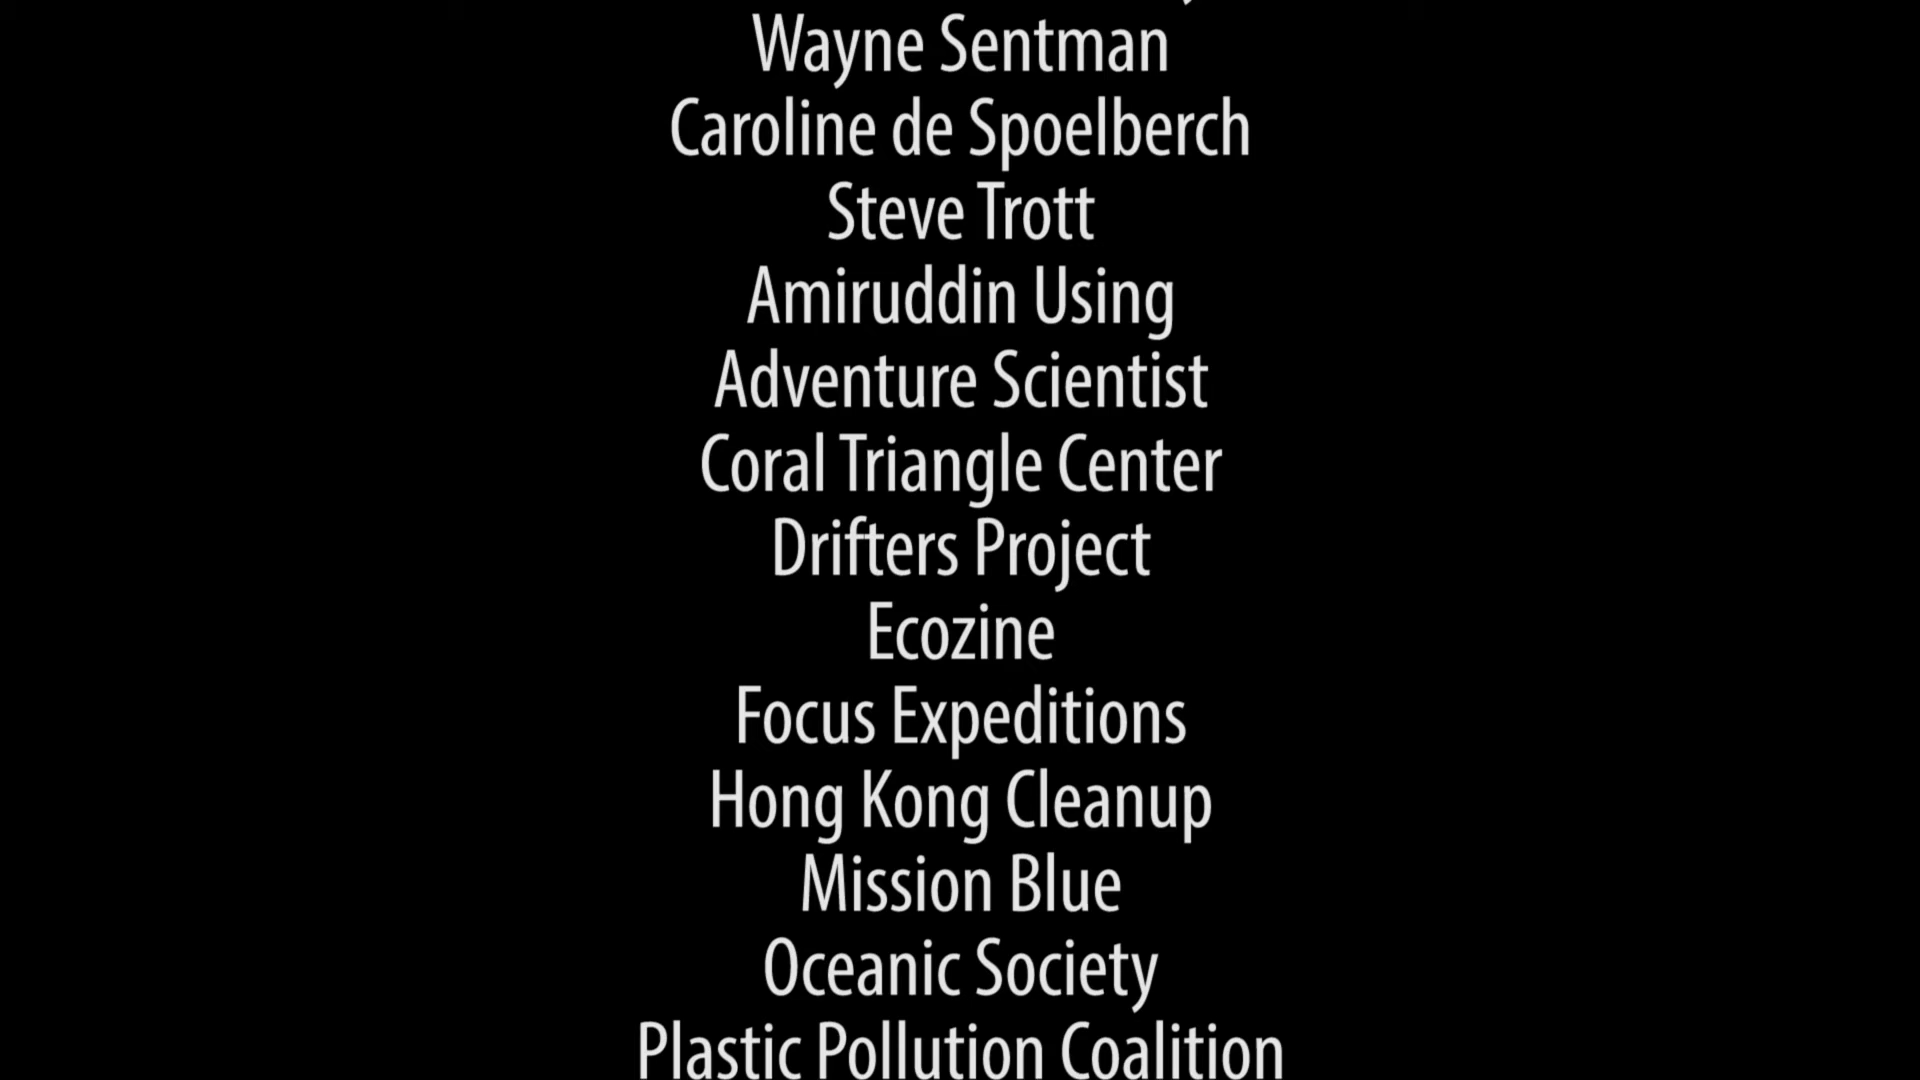 Wayne Sentman
Caroline de Spoelberch
Steve Trott
Amiruddin Using
Adventure Scientist
Coral Triangle Center
Drifters Project
Ecozine
Focus Expeditions
Hong Kong Cleanup
Mission Blue
Oceanic Society
Plastic Pollution Coalition